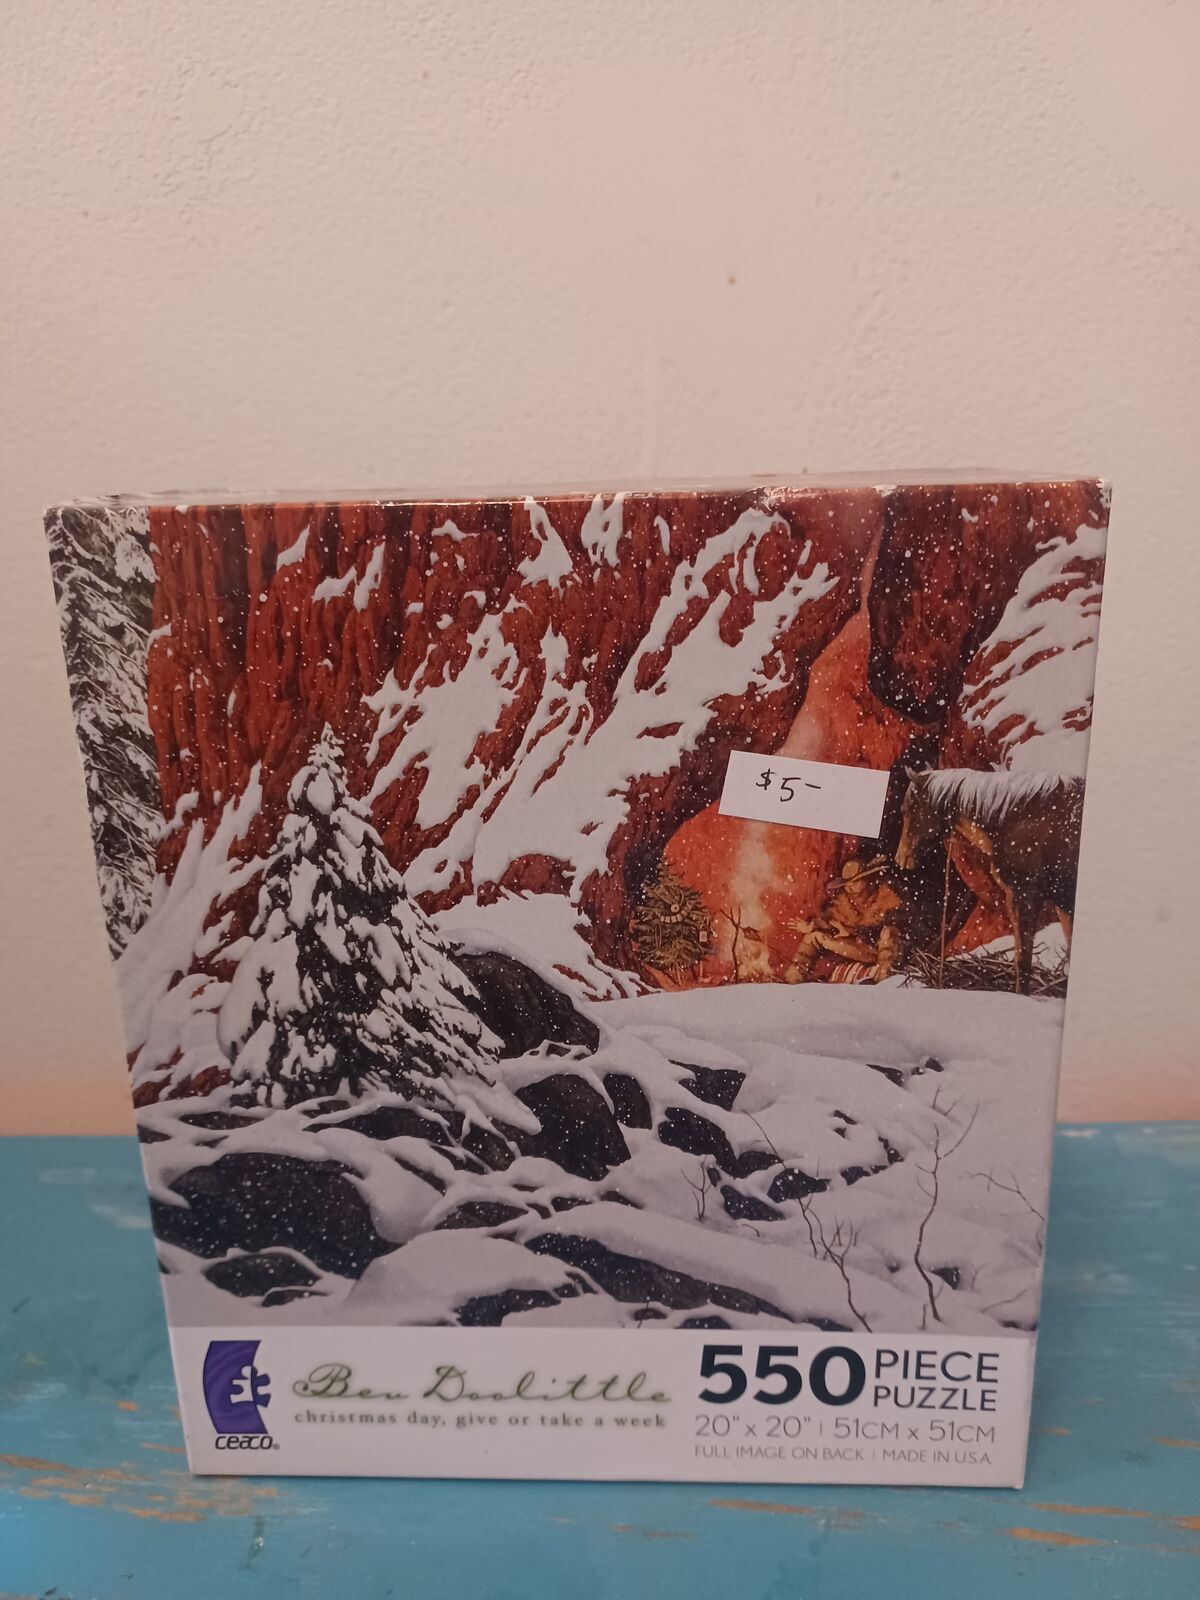 $5-
ceaco®
Bev Doolittle
christmas day, give or take a week
550 PIECE
PUZZLE
20" x 20" | 51CM x 51CM
FULL IMAGE ON BACK | MADE IN U.S.A.